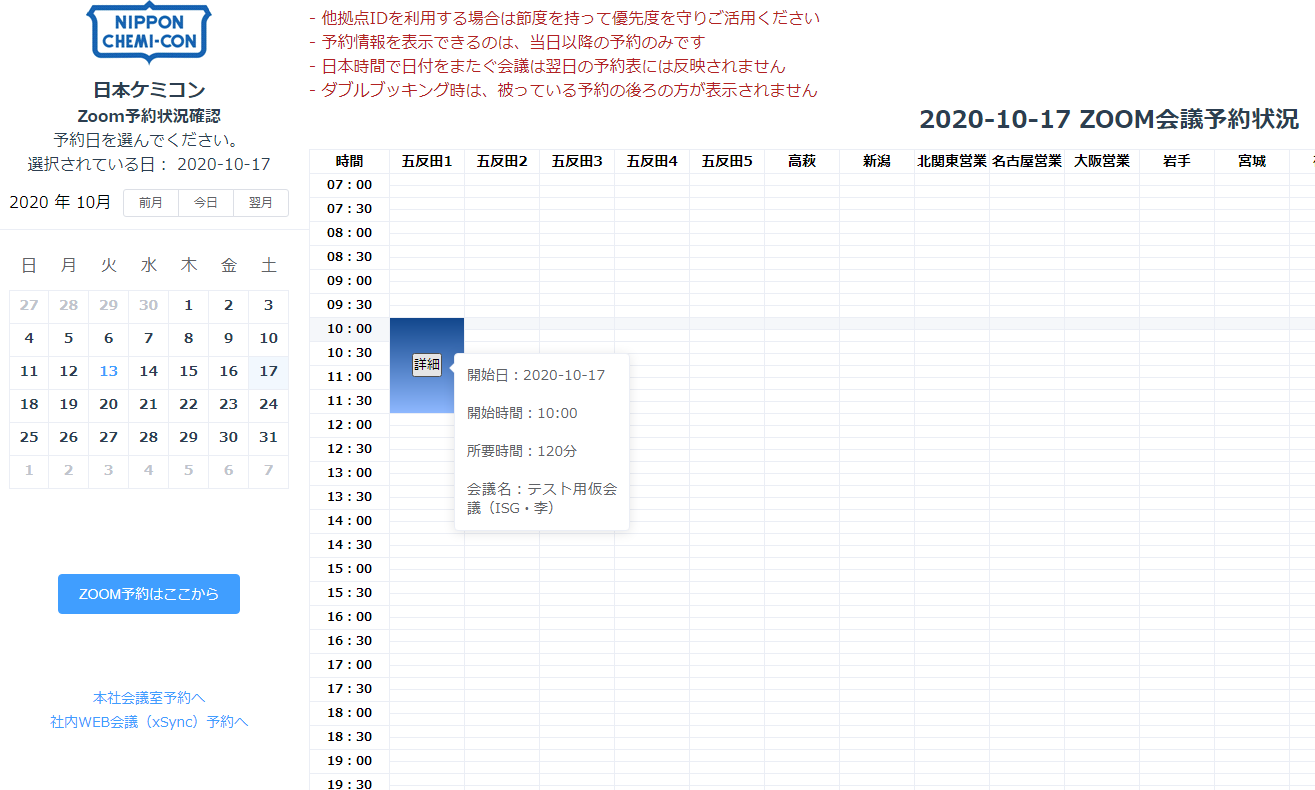 NIPPON
CHEMI-CON
日本ケミコン
Zoom予約状況確認
予約日を選んでください。
選択されている日： 2020-10-17
2020 年 10月 前月 今日 翌月
日 月 火 水 木 金 土
27 28 29 30 1 2 3
4 5 6 7 8 9 10
11 12 13 14 15 16 17
18 19 20 21 22 23 24
25 26 27 28 29 30 31
1 2 3 4 5 6 7
ZOOM予約はここから
本社会議室予約へ
社内WEB会議（xSync）予約へ
- 他拠点IDを利用する場合は節度を持って優先度を守りご活用ください
- 予約情報を表示できるのは、当日以降の予約のみです
- 日本時間で日付をまたぐ会議は翌日の予約表には反映されません
- ダブルブッキング時は、被っている予約の後ろの方が表示されません
2020-10-17 ZOOM会議予約状況
時間 五反田1 五反田2 五反田3 五反田4 五反田5 高萩 新潟 北関東営業 名古屋営業 大阪営業 岩手 宮城
07：00
07：30
08：00
08：30
09：00
09：30
10：00
10：30
11：00
11：30
12：00
12：30
13：00
13：30
14：00
14：30
15：00
15：30
16：00
16：30
17：00
17：30
18：00
18：30
19：00
19：30
詳細
開始日：2020-10-17
開始時間：10:00
所要時間：120分
会議名：テスト用仮会
議（ISG・李）